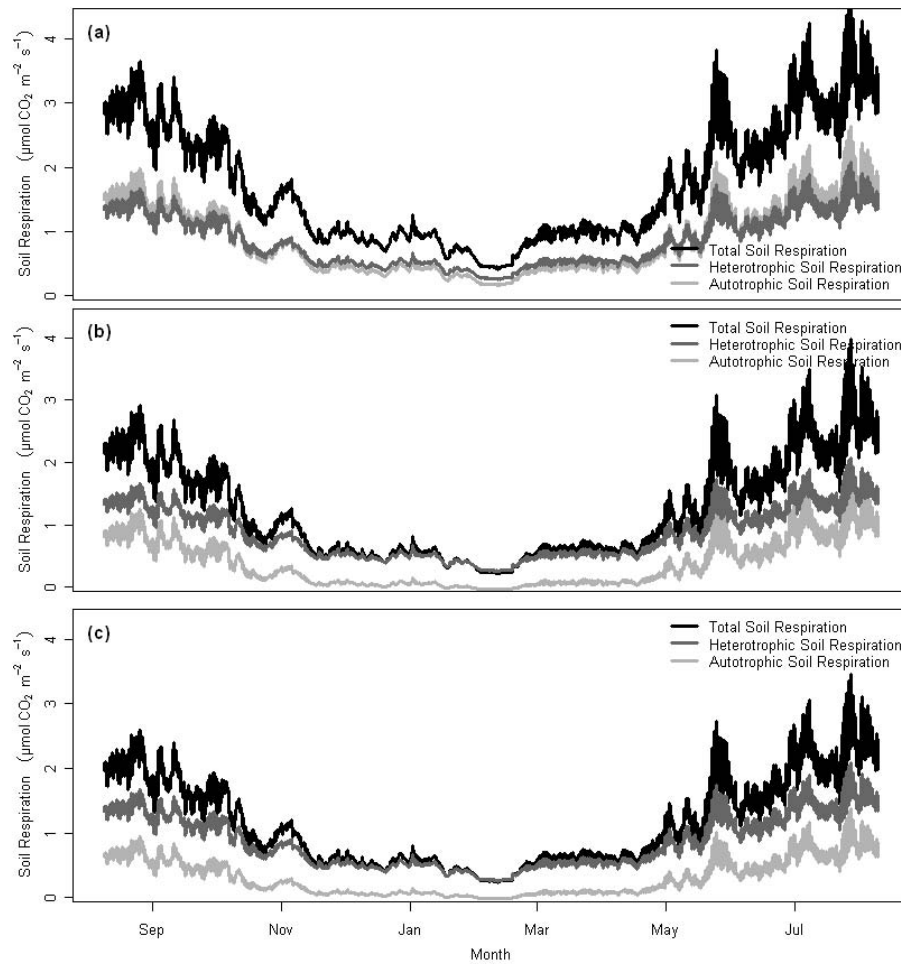 (a)
4
3
2
1
0
Soil Respiration (μmol CO₂ m⁻² s⁻¹)
Total Soil Respiration
Heterotrophic Soil Respiration
Autotrophic Soil Respiration
(b)
4
3
2
1
0
Soil Respiration (μmol CO₂ m⁻² s⁻¹)
Total Soil Respiration
Heterotrophic Soil Respiration
Autotrophic Soil Respiration
(c)
4
3
2
1
0
Soil Respiration (μmol CO₂ m⁻² s⁻¹)
Total Soil Respiration
Heterotrophic Soil Respiration
Autotrophic Soil Respiration
Sep Nov Jan Mar May Jul
Month